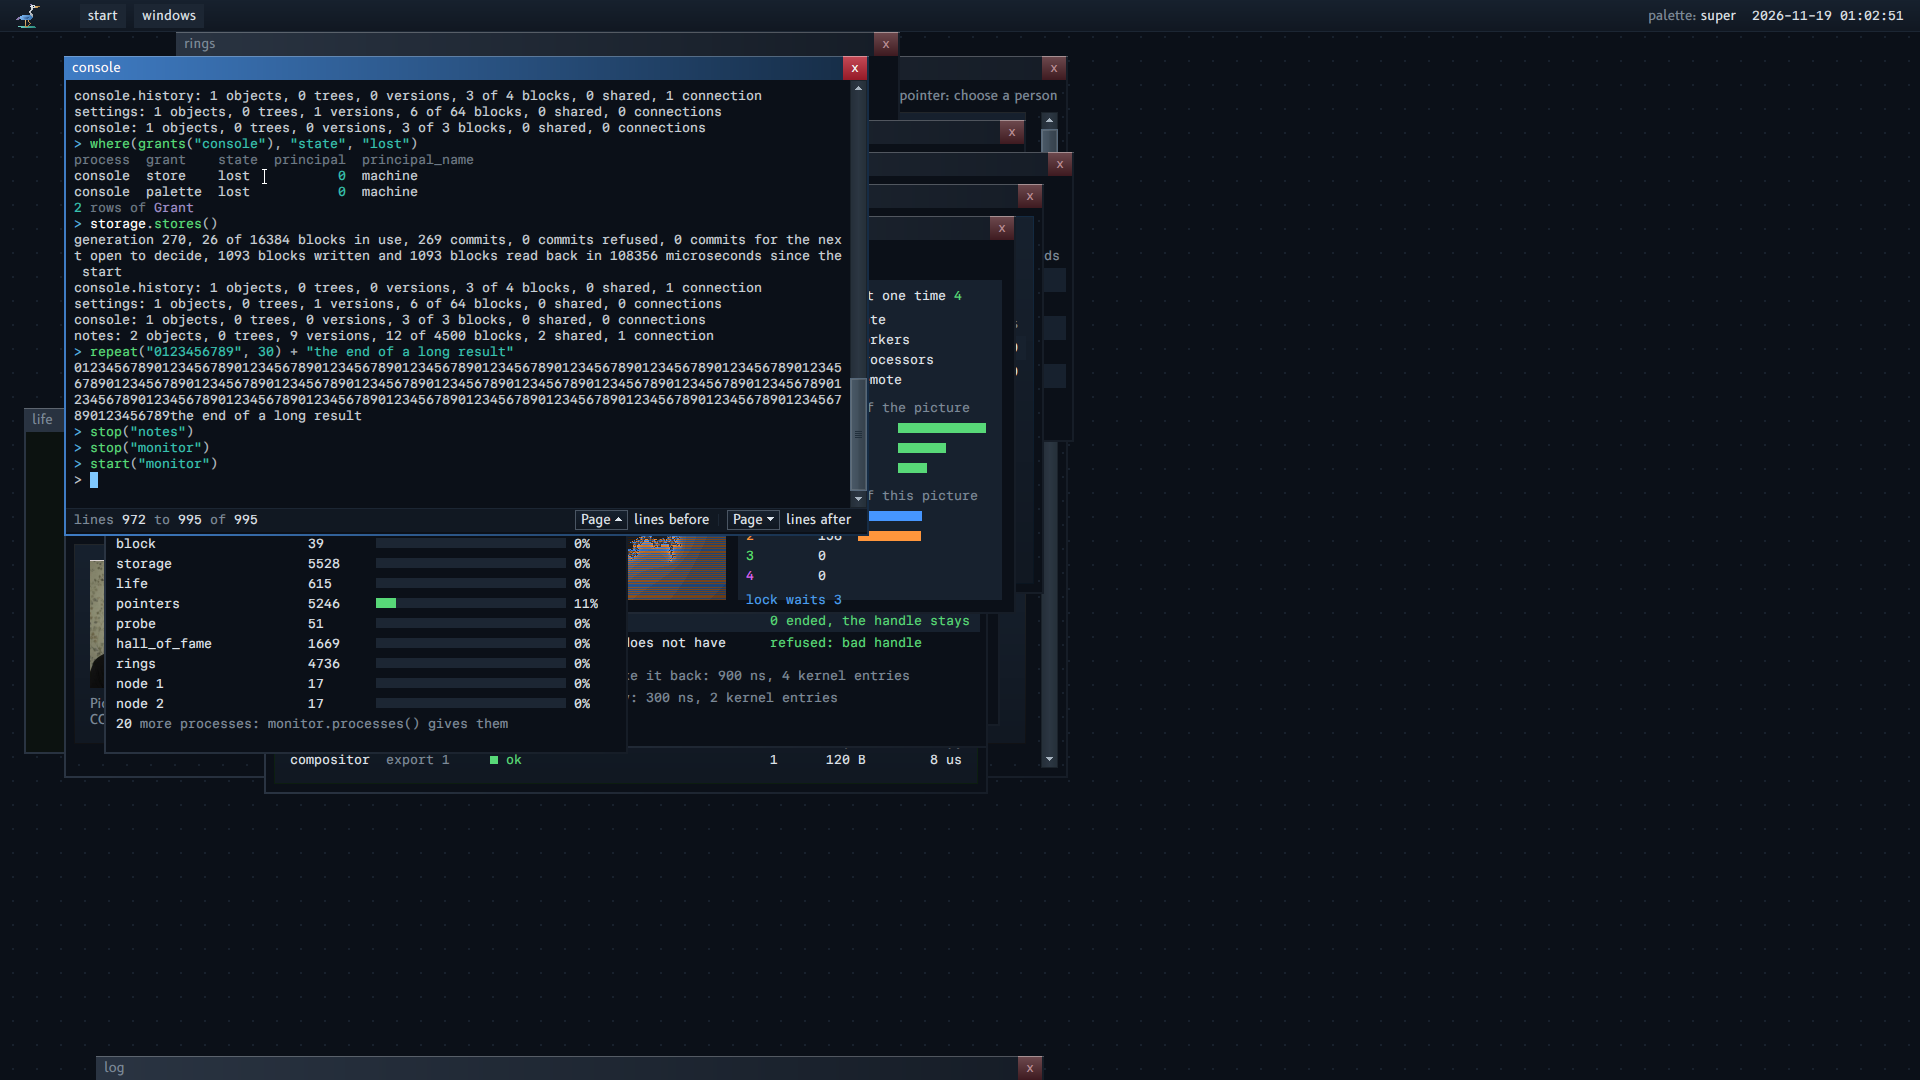 start windows palette: super 2026-11-19 01:02:51
rings x
console x
x
pointer: choose a person
x
x
x
x
console.history: 1 objects, 0 trees, 0 versions, 3 of 4 blocks, 0 shared, 1 connection
settings: 1 objects, 1 versions, 6 of 64 blocks, 0 shared, 0 connections
console: 1 objects, 0 trees, 0 versions, 3 of 3 blocks, 0 shared, 0 connections
> where(grants("console"), "state", "lost")
process grant state principal principal_name
console store lost 0 machine
console palette lost 0 machine
2 rows of Grant
> storage.stores()
generation 270, 26 of 16384 blocks in use, 269 commits, 0 commits refused, 0 commits for the nex
t open to decide, 1093 blocks written and 1093 blocks read back in 108356 microseconds since the
start
console.history: 1 objects, 0 trees, 0 versions, 3 of 4 blocks, 0 shared, 1 connection
settings: 1 objects, 0 trees, 1 versions, 6 of 64 blocks, 0 shared, 0 connections
console: 1 objects, 0 trees, 0 versions, 3 of 3 blocks, 0 shared, 0 connections
notes: 2 objects, 0 trees, 9 versions, 12 of 4500 blocks, 2 shared, 1 connection
> repeat("0123456789", 30) + "the end of a long result"
012345678901234567890123456789012345678901234567890123456789012345678901234567890123456789012345
678901234567890123456789012345678901234567890123456789012345678901234567890123456789012345678901
234567890123456789012345678901234567890123456789012345678901234567890123456789012345678901234567
890123456789the end of a long result
> stop("notes")
> stop("monitor")
> start("monitor")
>
lines 972 to 995 of 995 Page lines before Page lines after
ds
t one time 4
te
rkers
ocessors
mote
f the picture
f this picture
life
3 0
4 0
lock waits 3
block 39 0%
storage 5528 0%
life 615 0%
pointers 5246 11%
probe 51 0%
hall_of_fame 1669 0%
rings 4736 0%
node 1 17 0%
node 2 17 0%
20 more processes: monitor.processes() gives them
0 ended, the handle stays
does not have refused: bad handle
e it back: 900 ns, 4 kernel entries
: 300 ns, 2 kernel entries
Pi
CC
compositor export 1 ok 1 120 B 8 us
log x